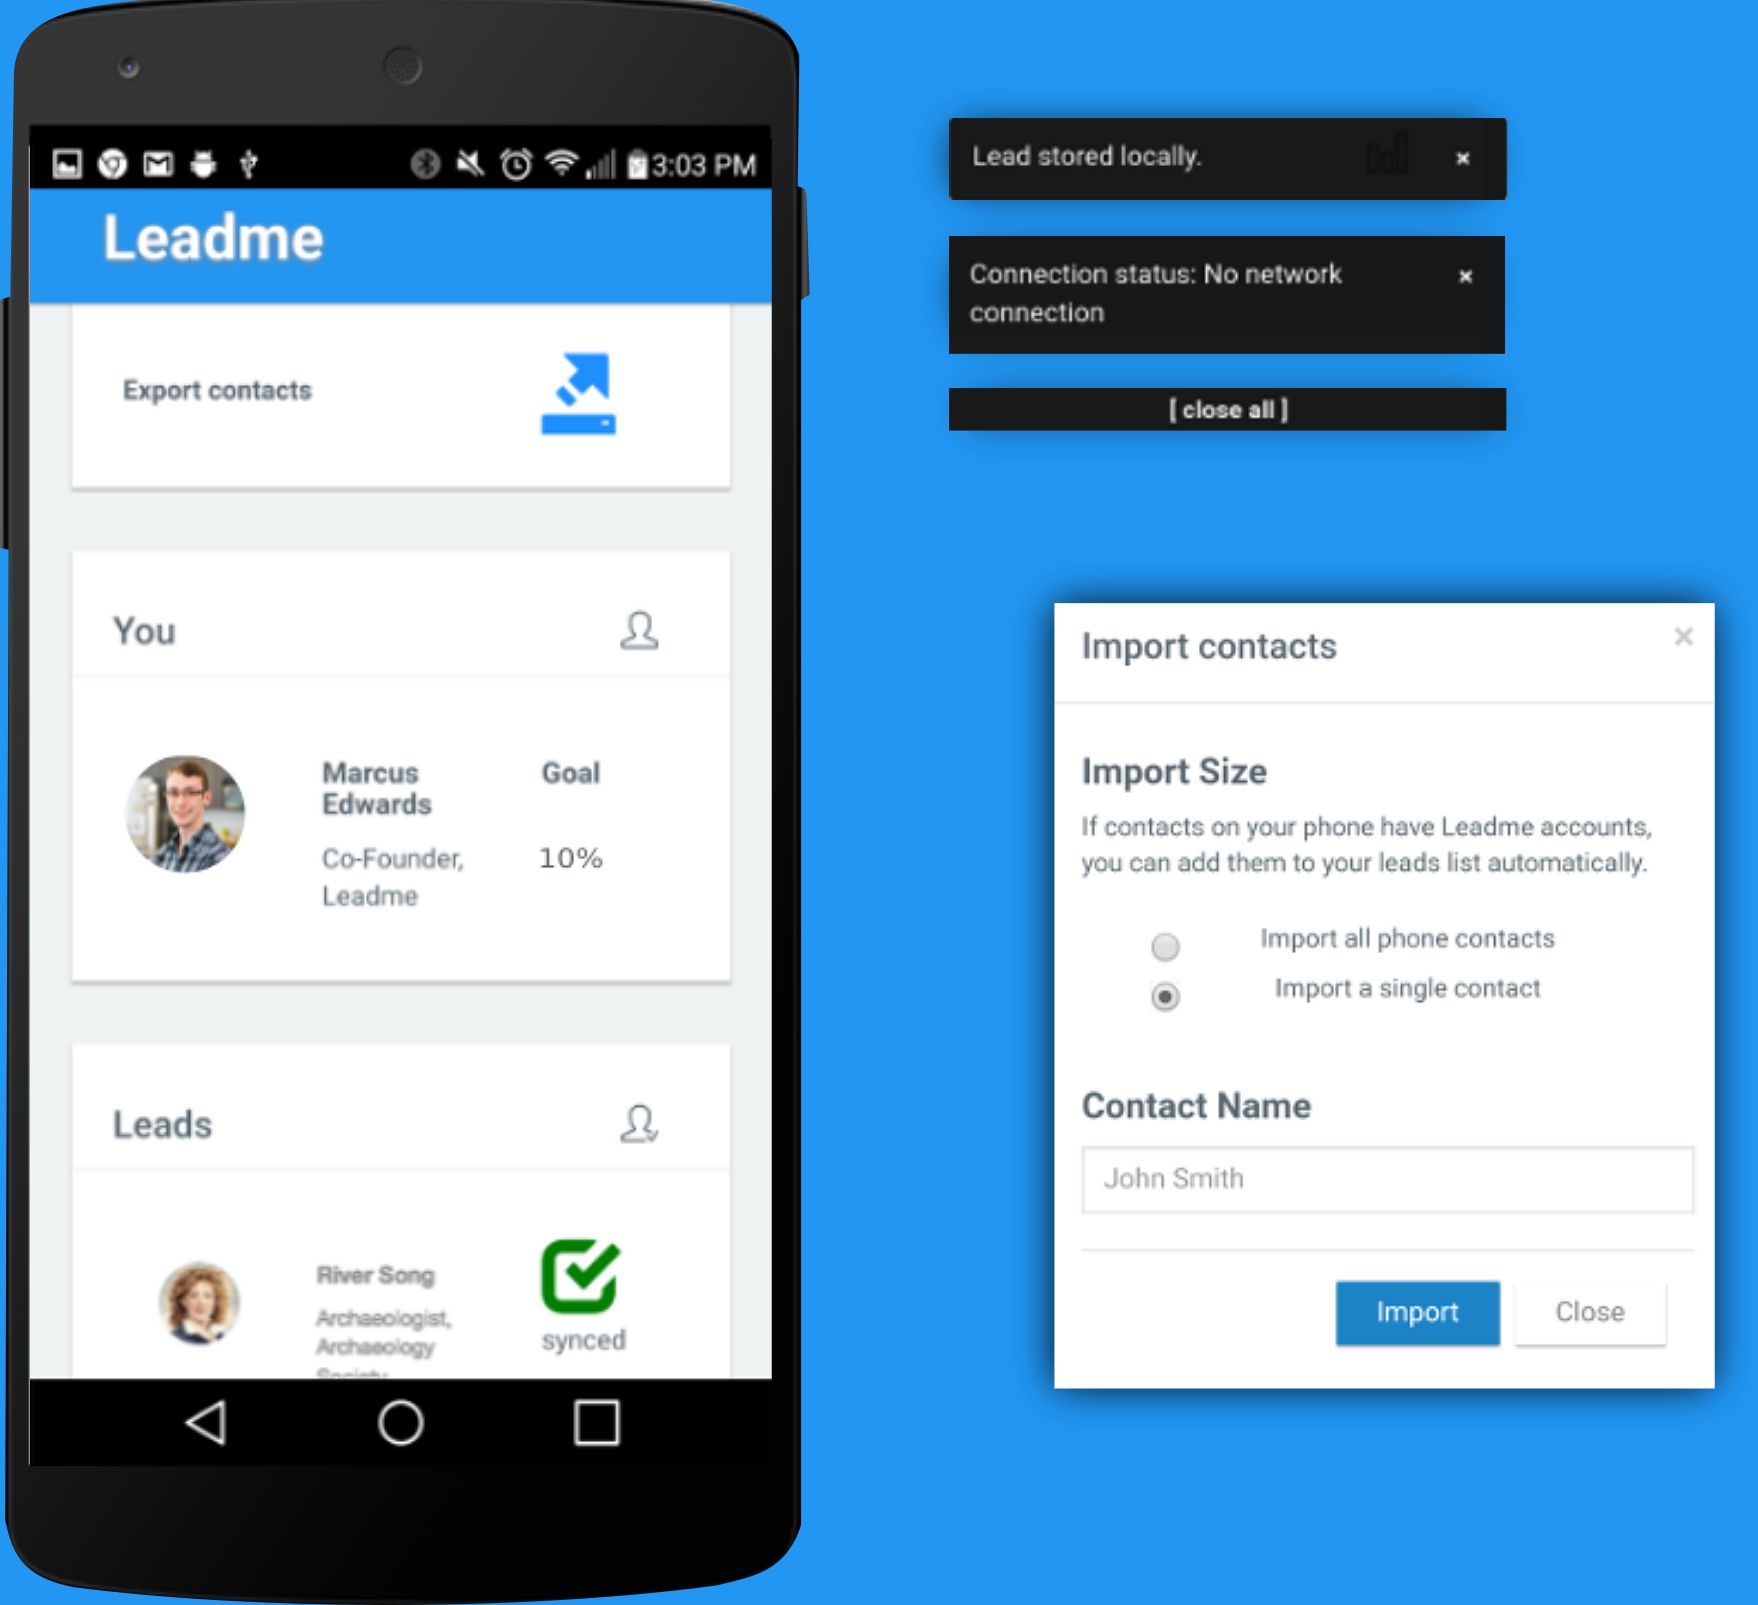 3:03 PM
Leadme
Export contacts
You
Marcus
Edwards
Goal
Co-Founder,
Leadme
10%
Leads
River Song
Archaeologist,
Archaeology
Society
synced
Lead stored locally.
×
Connection status: No network
connection
×
[ close all ]
Import contacts
×
Import Size
If contacts on your phone have Leadme accounts,
you can add them to your leads list automatically.
Import all phone contacts
Import a single contact
Contact Name
John Smith
Import
Close